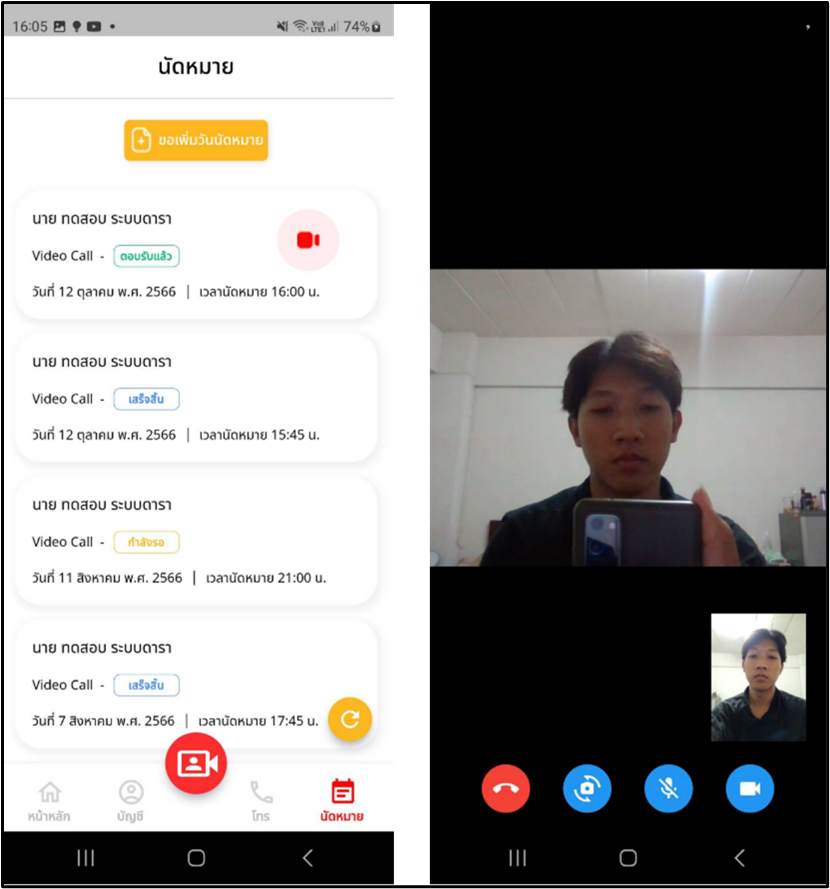 16:05
74%
นัดหมาย
ขอเพิ่มวันนัดหมาย
นาย ทดสอบ ระบบดารา
Video Call - ตอบรับแล้ว
วันที่ 12 ตุลาคม พ.ศ. 2566 | เวลานัดหมาย 16:00 น.
นาย ทดสอบ ระบบดารา
Video Call - เสร็จสิ้น
วันที่ 12 ตุลาคม พ.ศ. 2566 | เวลานัดหมาย 15:45 น.
นาย ทดสอบ ระบบดารา
Video Call - กำลังรอ
วันที่ 11 สิงหาคม พ.ศ. 2566 | เวลานัดหมาย 21:00 น.
นาย ทดสอบ ระบบดารา
Video Call - เสร็จสิ้น
วันที่ 7 สิงหาคม พ.ศ. 2566 | เวลานัดหมาย 17:45 น.
หน้าหลัก
บัญชี
โทร
นัดหมาย